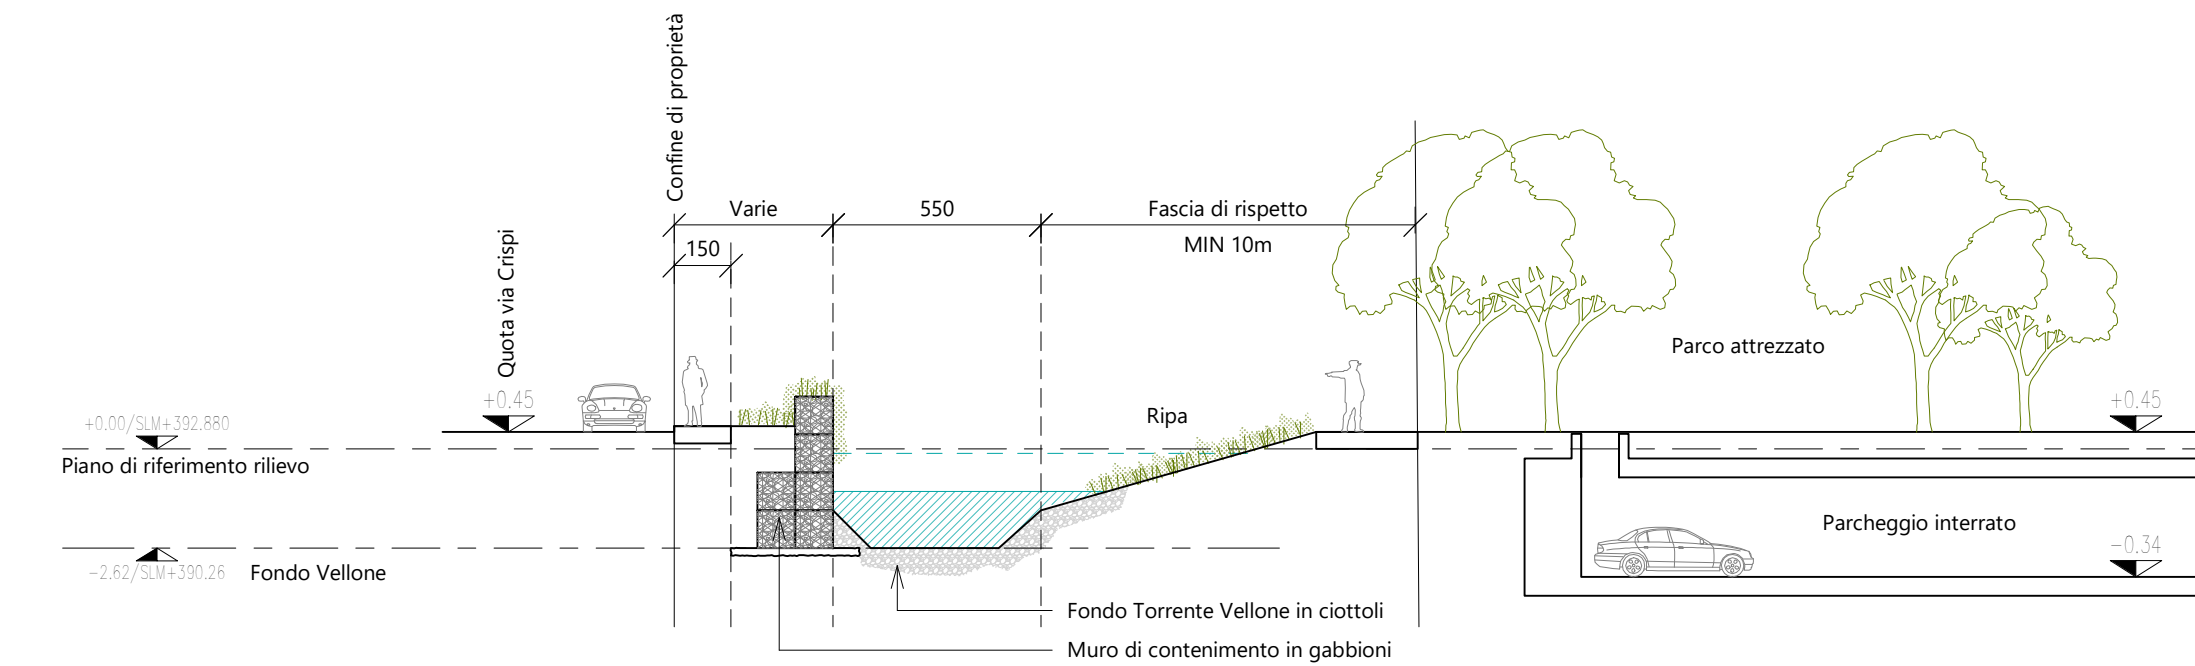 Confine di proprietà
Varie
550
Fascia di rispetto
MIN 10m
150
Quota via Crispi
+0.45
+0.00/SLM+392.880
Piano di riferimento rilievo
Ripa
Parco attrezzato
+0.45
Parcheggio interrato
-0.34
-2.62/SLM+390.26
Fondo Vellone
Fondo Torrente Vellone in ciottoli
Muro di contenimento in gabbioni